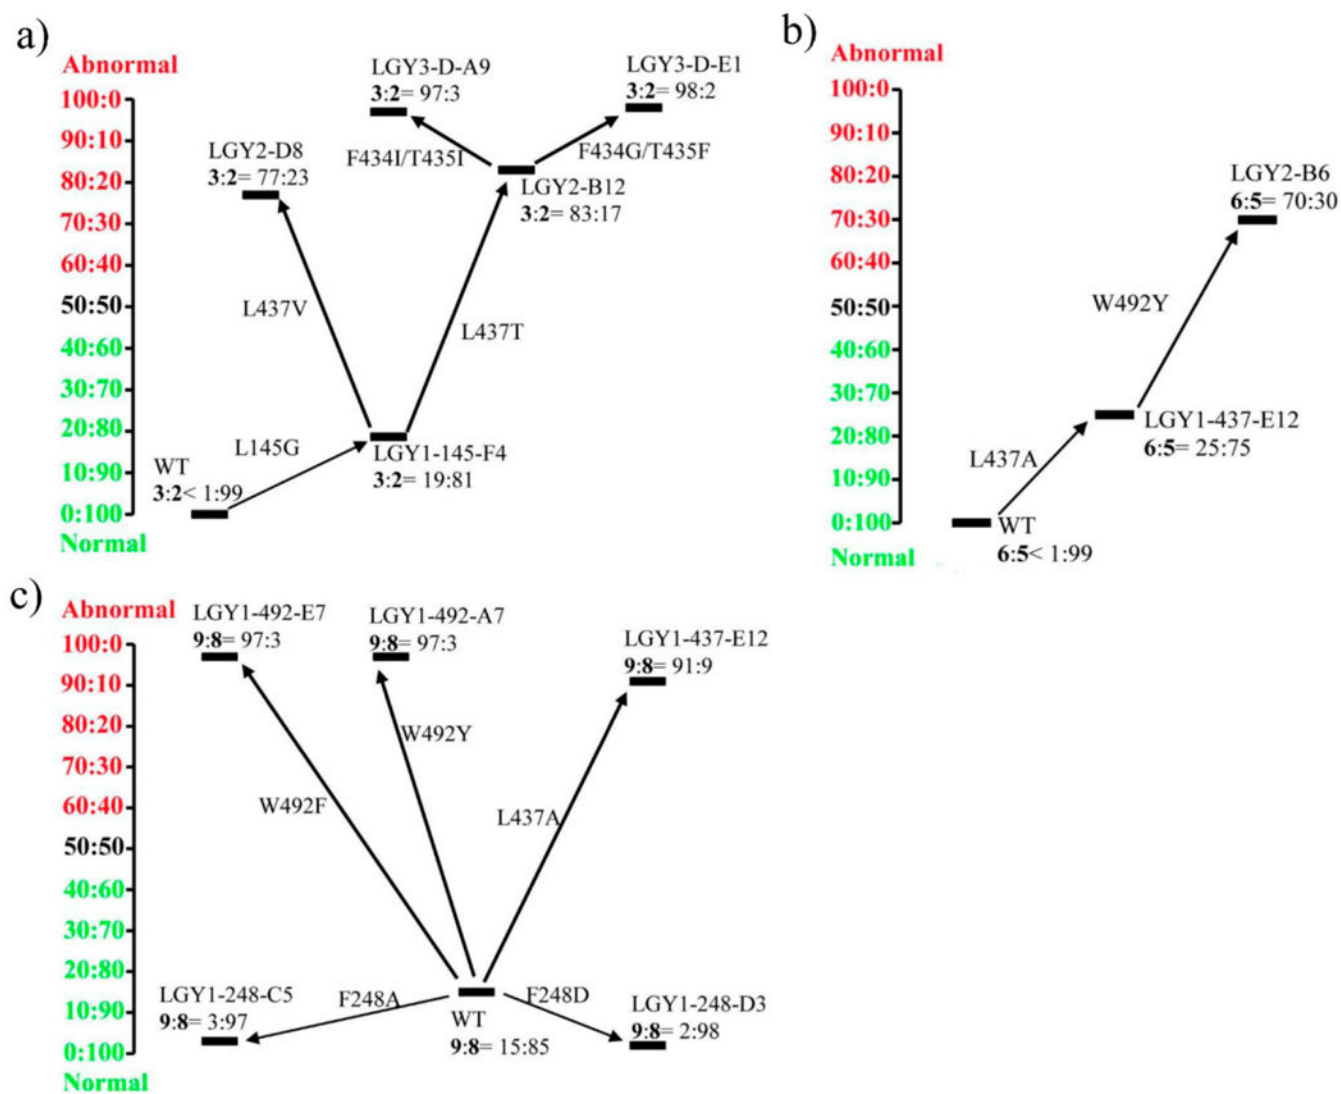 a)
Abnormal
100:0
90:10
80:20
70:30
60:40
50:50
40:60
30:70
20:80
10:90
0:100
Normal
LGY3-D-A9
3:2= 97:3
LGY3-D-E1
3:2= 98:2
LGY2-D8
3:2= 77:23
F434I/T435I
F434G/T435F
LGY2-B12
3:2= 83:17
L437V
L437T
L145G
LGY1-145-F4
3:2= 19:81
WT
3:2< 1:99
b)
Abnormal
100:0
90:10
80:20
70:30
60:40
50:50
40:60
30:70
20:80
10:90
0:100
Normal
LGY2-B6
6:5= 70:30
W492Y
LGY1-437-E12
6:5= 25:75
L437A
WT
6:5< 1:99
c)
Abnormal
100:0
90:10
80:20
70:30
60:40
50:50
40:60
30:70
20:80
10:90
0:100
Normal
LGY1-492-E7
9:8= 97:3
LGY1-492-A7
9:8= 97:3
LGY1-437-E12
9:8= 91:9
W492Y
W492F
L437A
LGY1-248-C5
9:8= 3:97
F248A
WT
9:8= 15:85
F248D
LGY1-248-D3
9:8= 2:98